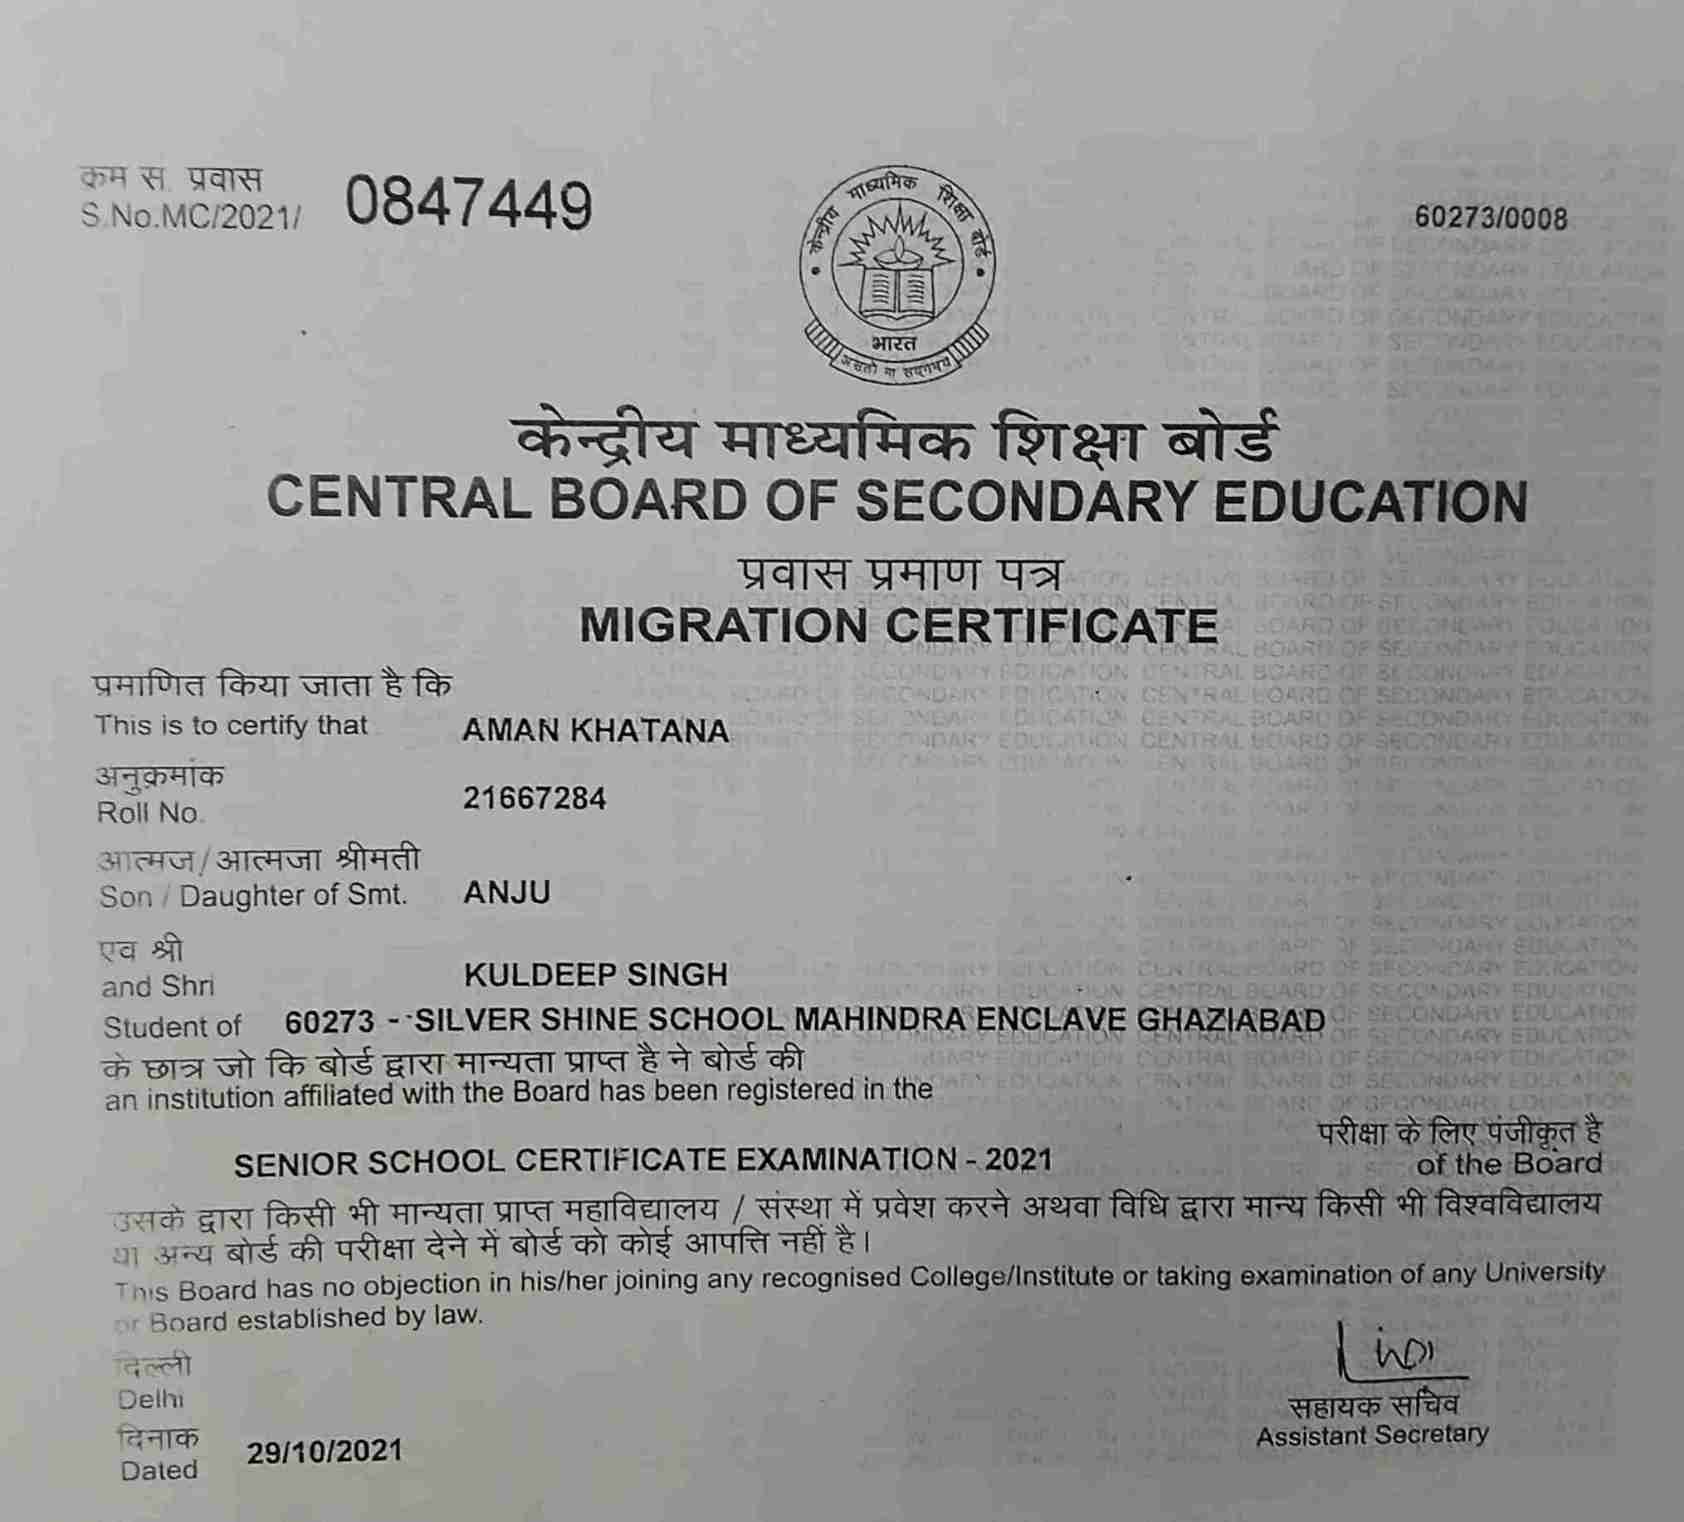 क्रम स. प्रवास
S.No.MC/2021/ 0847449
60273/0008
केन्द्रीय माध्यमिक शिक्षा बोर्ड
भारत
असतो मा सद्गमय
केन्द्रीय माध्यमिक शिक्षा बोर्ड
CENTRAL BOARD OF SECONDARY EDUCATION
प्रवास प्रमाण पत्र
MIGRATION CERTIFICATE
प्रमाणित किया जाता है कि
This is to certify that AMAN KHATANA
अनुक्रमांक
Roll No. 21667284
आत्मज/आत्मजा श्रीमती
Son / Daughter of Smt. ANJU
एव श्री
and Shri KULDEEP SINGH
Student of 60273 - SILVER SHINE SCHOOL MAHINDRA ENCLAVE GHAZIABAD
के छात्र जो कि बोर्ड द्वारा मान्यता प्राप्त है ने बोर्ड की
an institution affiliated with the Board has been registered in the
परीक्षा के लिए पंजीकृत है
SENIOR SCHOOL CERTIFICATE EXAMINATION - 2021 of the Board
उसके द्वारा किसी भी मान्यता प्राप्त महाविद्यालय / संस्था में प्रवेश करने अथवा विधि द्वारा मान्य किसी भी विश्वविद्यालय
या अन्य बोर्ड की परीक्षा देने में बोर्ड को कोई आपत्ति नहीं है।
This Board has no objection in his/her joining any recognised College/Institute or taking examination of any University
or Board established by law.
दिल्ली
Delhi
दिनाक
Dated 29/10/2021
सहायक सचिव
Assistant Secretary